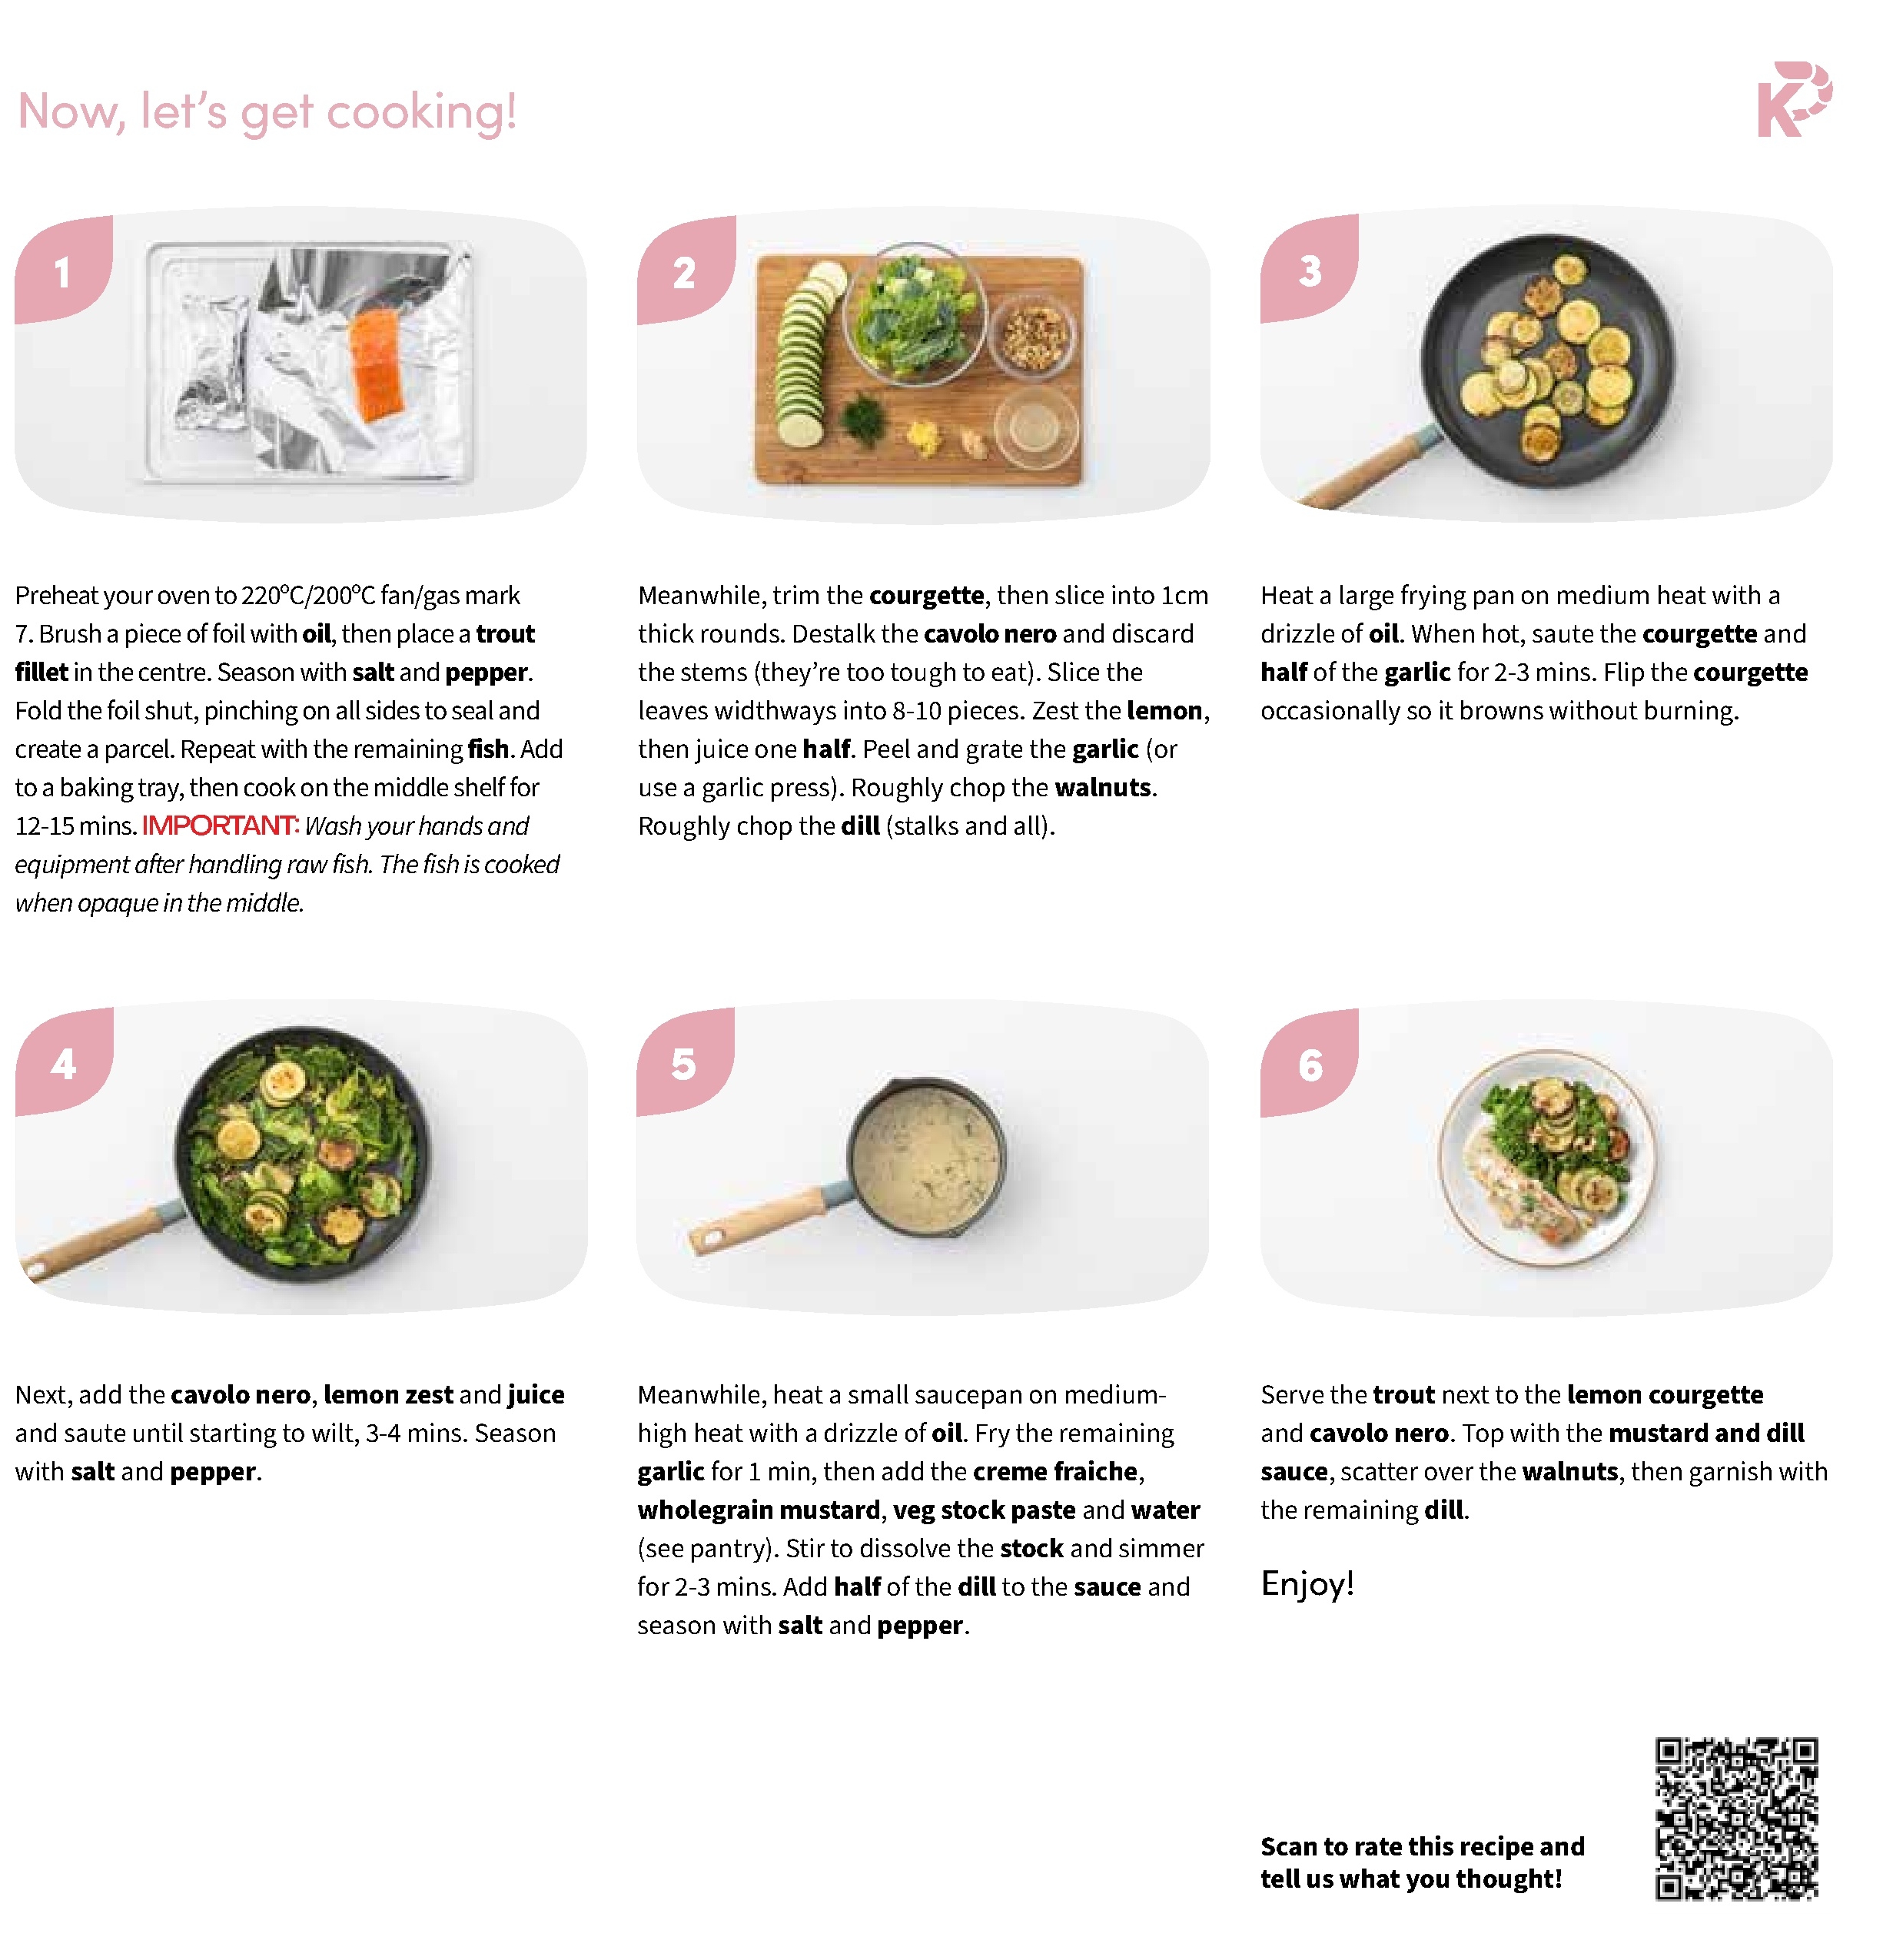 Now, let's get cooking!
K
1
Preheat your oven to 220ºC/200ºC fan/gas mark
7. Brush a piece of foil with oil, then place a trout
fillet in the centre. Season with salt and pepper.
Fold the foil shut, pinching on all sides to seal and
create a parcel. Repeat with the remaining fish. Add
to a baking tray, then cook on the middle shelf for
12-15 mins. IMPORTANT: Wash your hands and
equipment after handling raw fish. The fish is cooked
when opaque in the middle.
2
Meanwhile, trim the courgette, then slice into 1cm
thick rounds. Destalk the cavolo nero and discard
the stems (they're too tough to eat). Slice the
leaves widthways into 8-10 pieces. Zest the lemon,
then juice one half. Peel and grate the garlic (or
use a garlic press). Roughly chop the walnuts.
Roughly chop the dill (stalks and all).
3
Heat a large frying pan on medium heat with a
drizzle of oil. When hot, saute the courgette and
half of the garlic for 2-3 mins. Flip the courgette
occasionally so it browns without burning.
4
Next, add the cavolo nero, lemon zest and juice
and saute until starting to wilt, 3-4 mins. Season
with salt and pepper.
5
Meanwhile, heat a small saucepan on medium-
high heat with a drizzle of oil. Fry the remaining
garlic for 1 min, then add the creme fraiche,
wholegrain mustard, veg stock paste and water
(see pantry). Stir to dissolve the stock and simmer
for 2-3 mins. Add half of the dill to the sauce and
season with salt and pepper.
6
Serve the trout next to the lemon courgette
and cavolo nero. Top with the mustard and dill
sauce, scatter over the walnuts, then garnish with
the remaining dill.
Enjoy!
Scan to rate this recipe and
tell us what you thought!